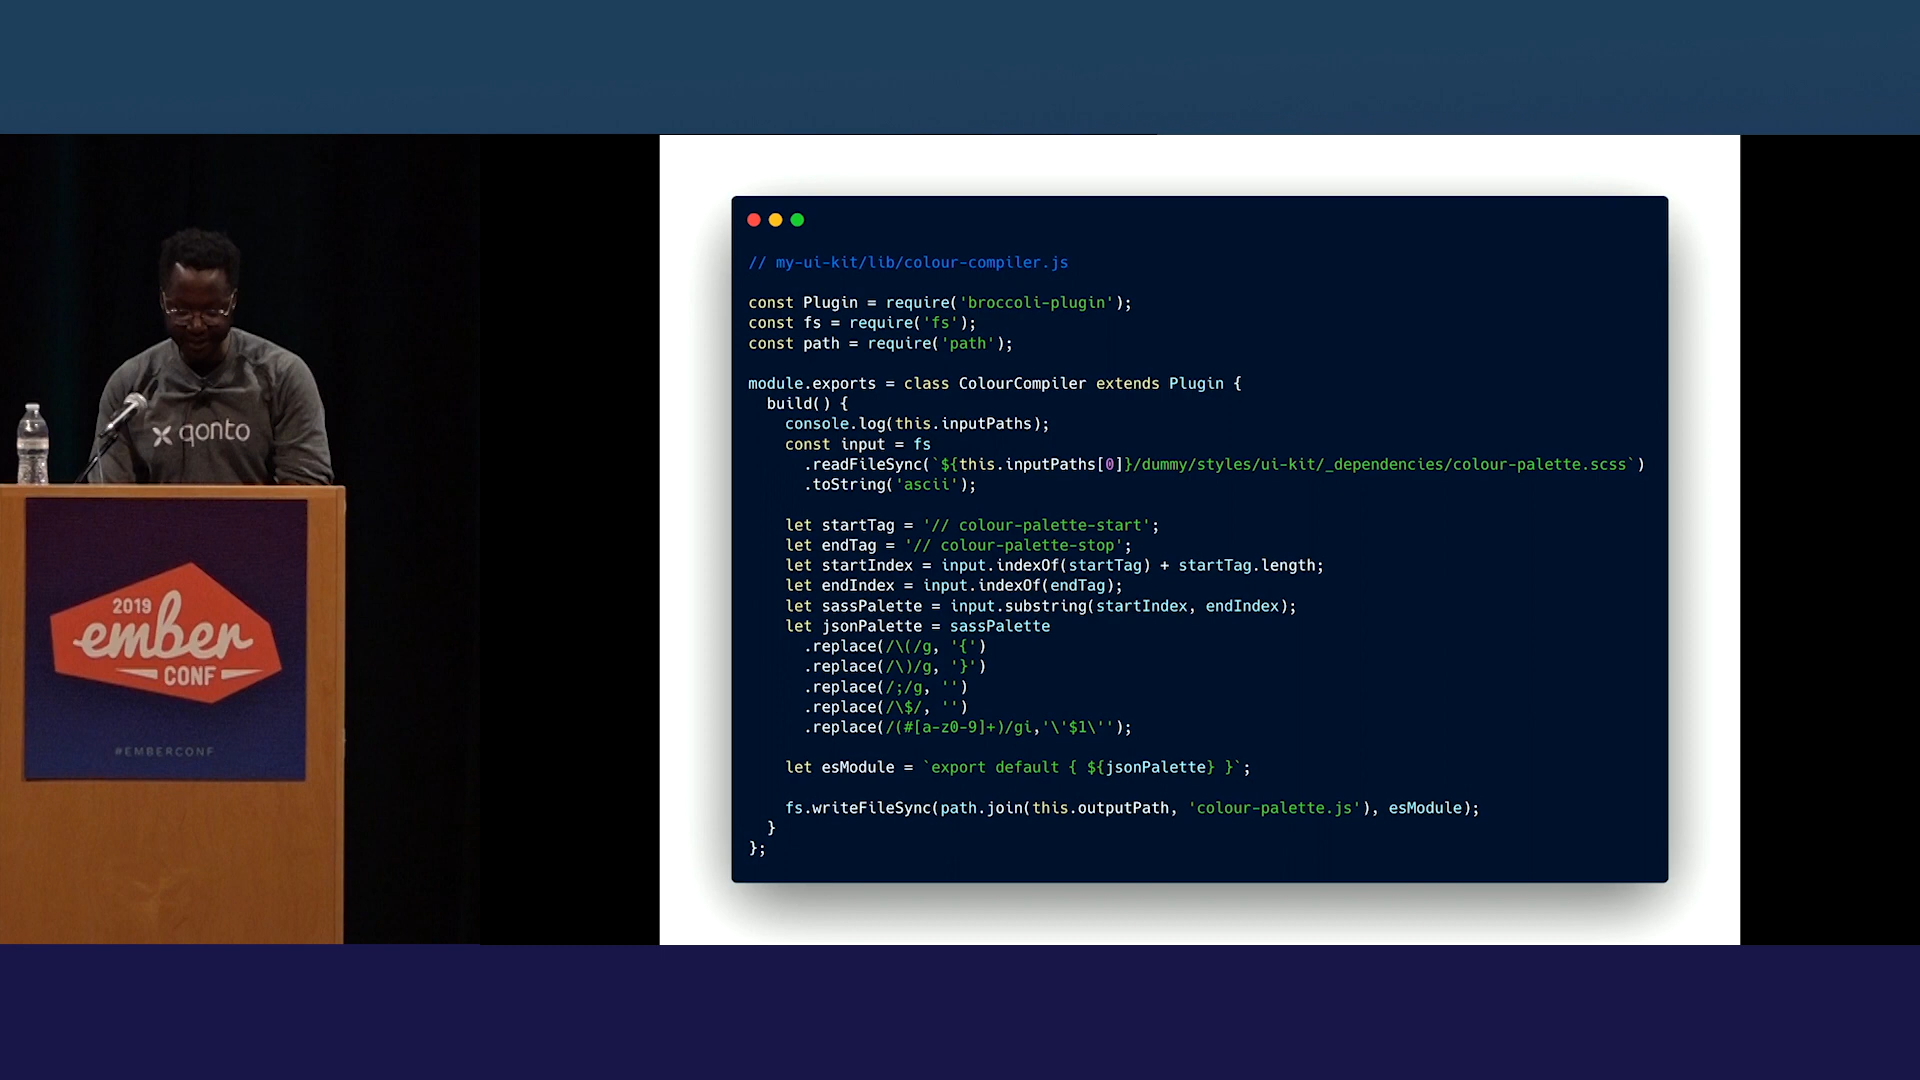 qonto
2019
ember
CONF
#EMBERCONF
// my-ui-kit/lib/colour-compiler.js
const Plugin = require('broccoli-plugin');
const fs = require('fs');
const path = require('path');
module.exports = class ColourCompiler extends Plugin {
build() {
console.log(this.inputPaths);
const input = fs
.readFileSync(`${this.inputPaths[0]}/dummy/styles/ui-kit/_dependencies/colour-palette.scss`)
.toString('ascii');
let startTag = '// colour-palette-start';
let endTag = '// colour-palette-stop';
let startIndex = input.indexOf(startTag) + startTag.length;
let endIndex = input.indexOf(endTag);
let sassPalette = input.substring(startIndex, endIndex);
let jsonPalette = sassPalette
.replace(/\(/g, '{')
.replace(/\)/g, '}')
.replace(/;/g, '')
.replace(/\$/, '')
.replace(/(#[a-z0-9]+)/gi,'\'$1\'');
let esModule = `export default { ${jsonPalette} }`;
fs.writeFileSync(path.join(this.outputPath, 'colour-palette.js'), esModule);
}
};